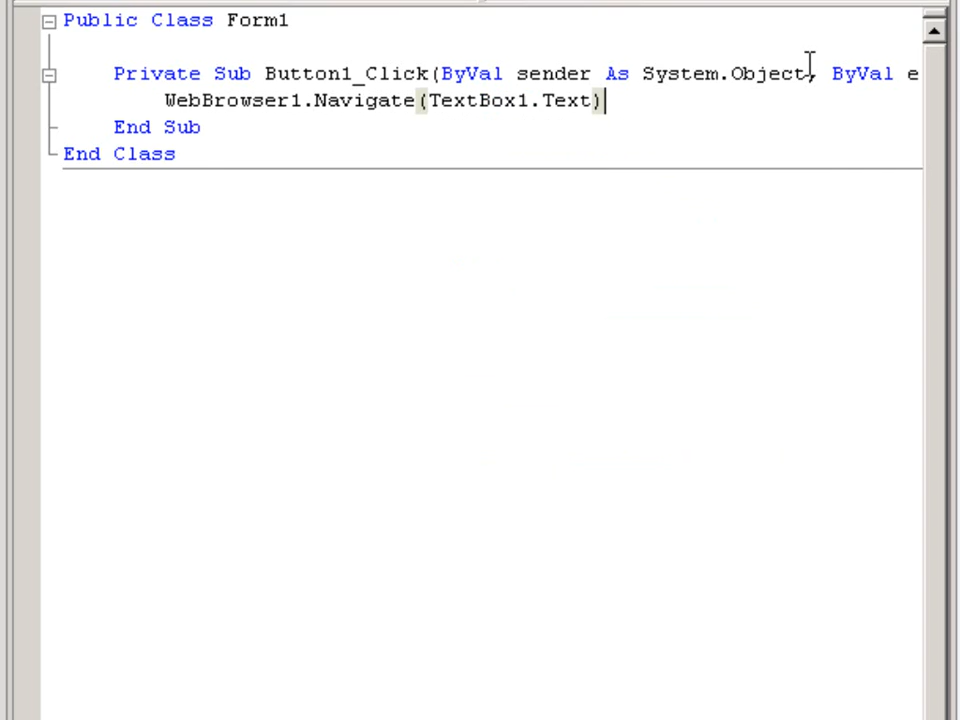 Public Class Form1
Private Sub Button1_Click(ByVal sender As System.Object, ByVal e
WebBrowser1.Navigate(TextBox1.Text)
End Sub
End Class